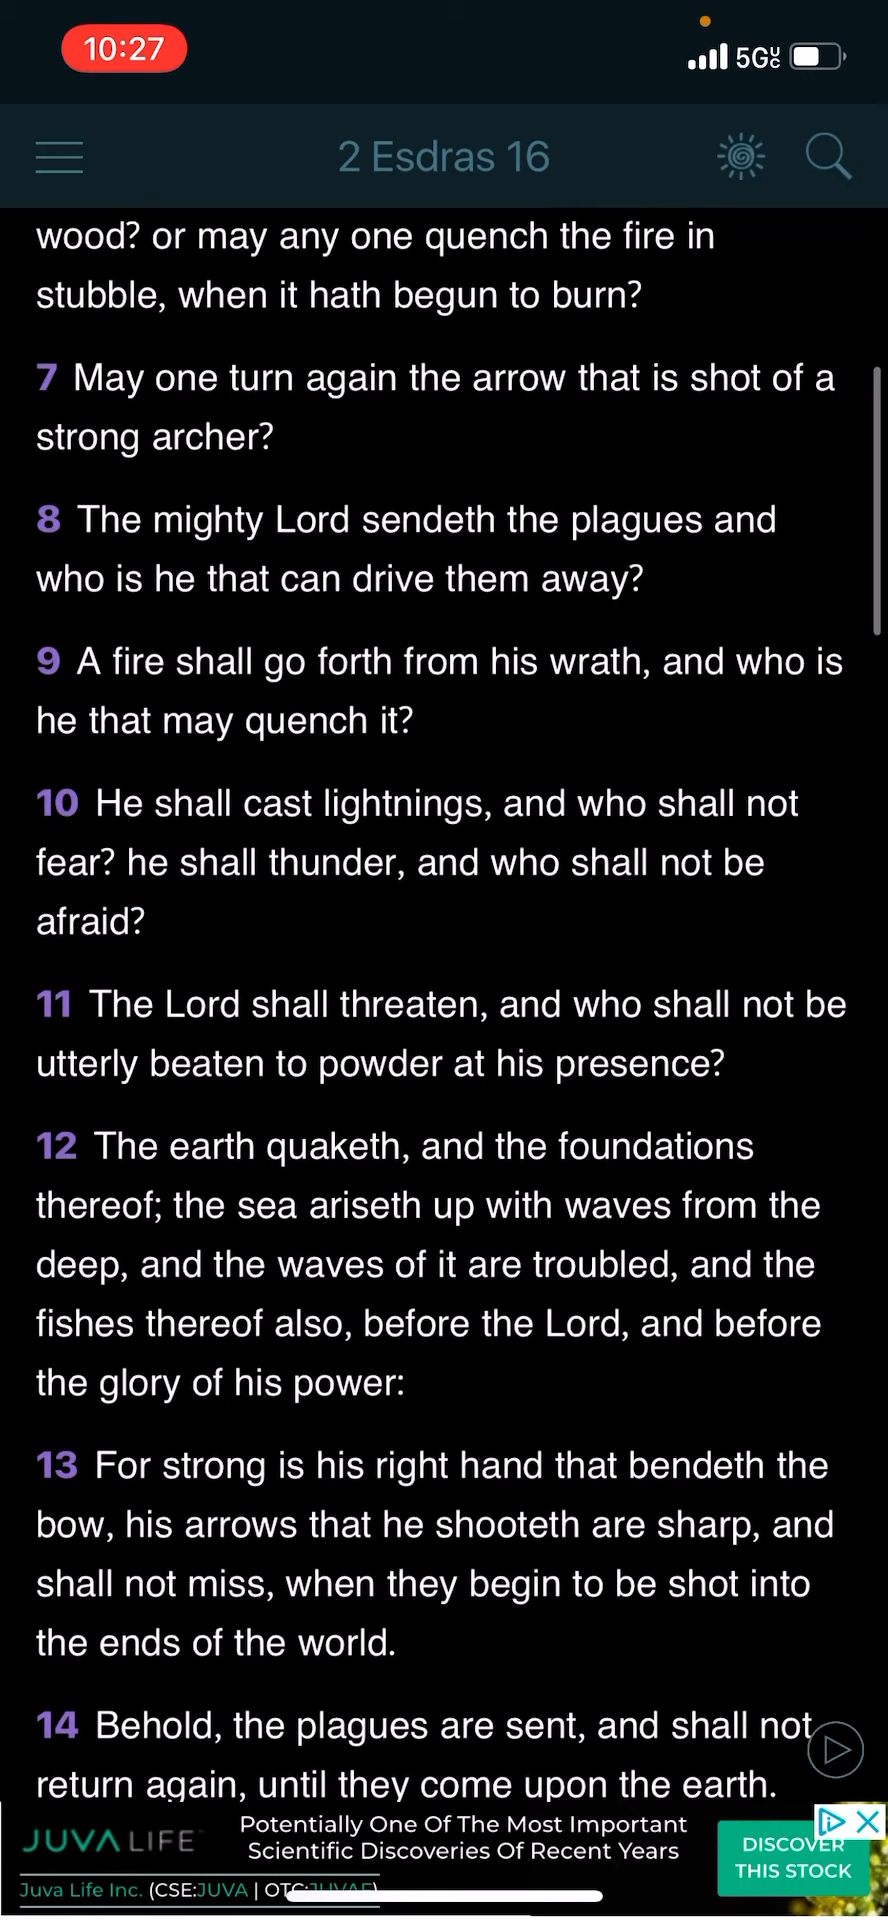 10:27
5G
2 Esdras 16
wood? or may any one quench the fire in
stubble, when it hath begun to burn?
7 May one turn again the arrow that is shot of a
strong archer?
8 The mighty Lord sendeth the plagues and
who is he that can drive them away?
9 A fire shall go forth from his wrath, and who is
he that may quench it?
10 He shall cast lightnings, and who shall not
fear? he shall thunder, and who shall not be
afraid?
11 The Lord shall threaten, and who shall not be
utterly beaten to powder at his presence?
12 The earth quaketh, and the foundations
thereof; the sea ariseth up with waves from the
deep, and the waves of it are troubled, and the
fishes thereof also, before the Lord, and before
the glory of his power:
13 For strong is his right hand that bendeth the
bow, his arrows that he shooteth are sharp, and
shall not miss, when they begin to be shot into
the ends of the world.
14 Behold, the plagues are sent, and shall not
return again, until they come upon the earth.
JUVA LIFE
Potentially One Of The Most Important
Scientific Discoveries Of Recent Years
DISCOVER
THIS STOCK
Juva Life Inc. (CSE:JUVA |